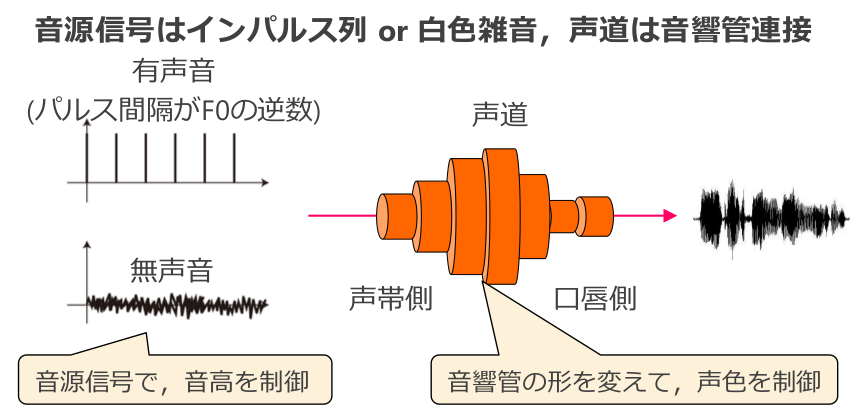 音源信号はインパルス列 or 白色雑音，声道は音響管連接
有声音
(パルス間隔がF0の逆数)
声道
無声音
声帯側
口唇側
音源信号で，音高を制御
音響管の形を変えて，声色を制御